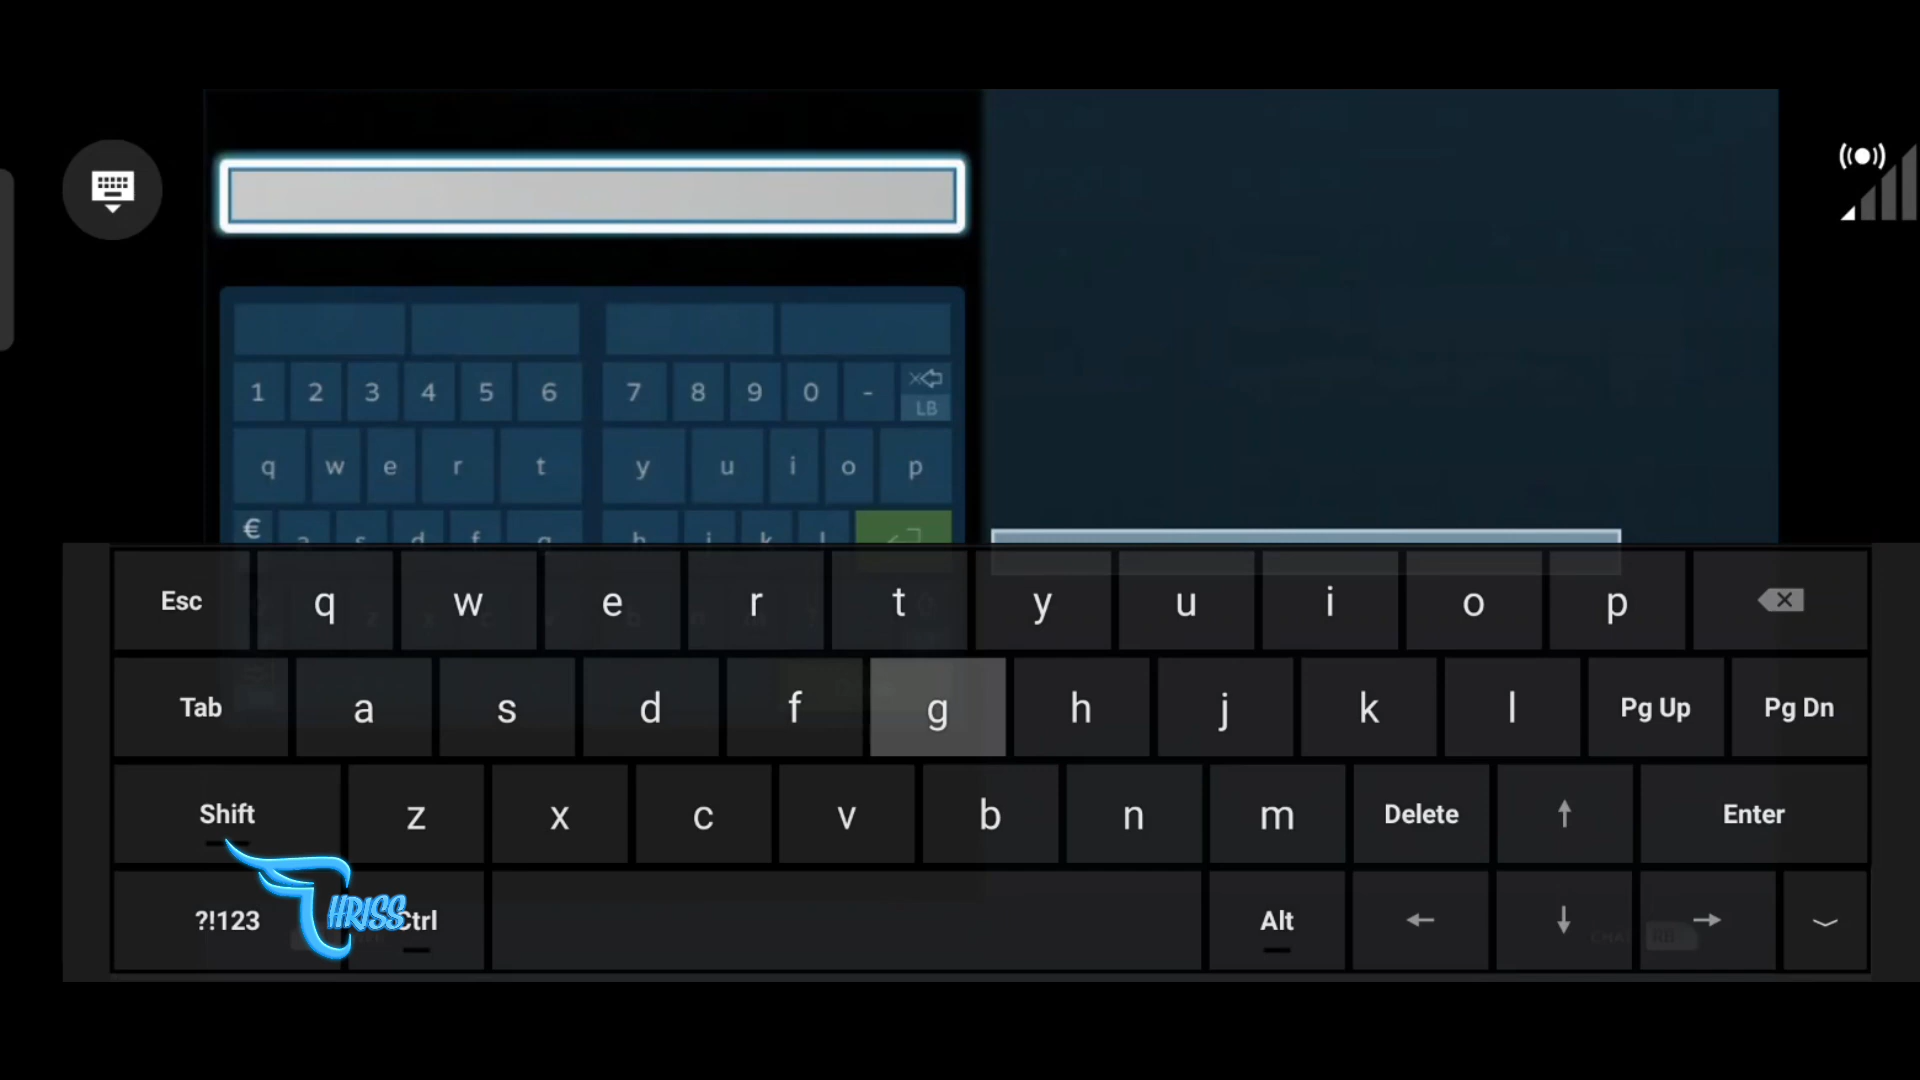 1 2 3 4 5 6 7 8 9 0 -
LB
q w e r t y u i o p
€ a s d f g h j k l
Esc q w e r t y u i o p
Tab a s d f g h j k l Pg Up Pg Dn
Shift z x c v b n m Delete ↑ Enter
?!123 Ctrl Alt ← ↓ →
HRISS
RB